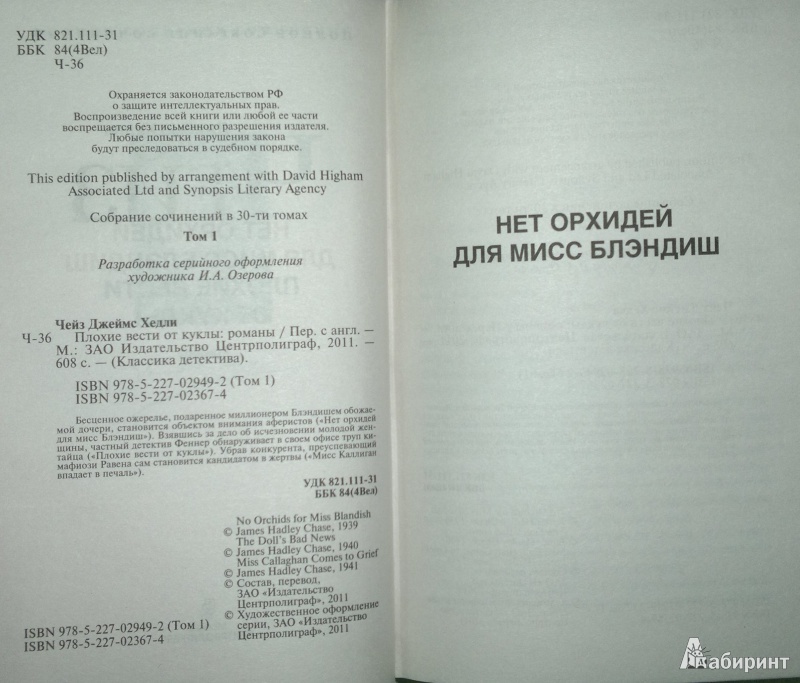 УДК 821.111-31
ББК 84(4Вел)
Ч-36
Охраняется законодательством РФ
о защите интеллектуальных прав.
Воспроизведение всей книги или любой ее части
воспрещается без письменного разрешения издателя.
Любые попытки нарушения закона
будут преследоваться в судебном порядке.
This edition published by arrangement with David Higham
Associated Ltd and Synopsis Literary Agency
Собрание сочинений в 30-ти томах
Том 1
Разработка серийного оформления
художника И.А. Озерова
Чейз Джеймс Хедли
Ч-36 Плохие вести от куклы: романы / Пер. с англ. —
М.: ЗАО Издательство Центрполиграф, 2011. —
608 с. — (Классика детектива).
ISBN 978-5-227-02949-2 (Том 1)
ISBN 978-5-227-02367-4
Бесценное ожерелье, подаренное миллионером Блэндишем обожае-
мой дочери, становится объектом внимания аферистов («Нет орхидей
для мисс Блэндиш»). Взявшись за дело об исчезновении молодой жен-
щины, частный детектив Феннер обнаруживает в своем офисе труп ки-
тайца («Плохие вести от куклы»). Убрав конкурента, преуспевающий
мафиози Равена сам становится кандидатом в жертвы («Мисс Каллиган
впадает в печаль»).
УДК 821.111-31
ББК 84(4Вел)
No Orchids for Miss Blandish
© James Hadley Chase, 1939
The Doll's Bad News
© James Hadley Chase, 1940
Miss Callaghan Comes to Grief
© James Hadley Chase, 1941
© Состав, перевод,
ЗАО «Издательство
Центрполиграф», 2011
© Художественное оформление
серии, ЗАО «Издательство
Центрполиграф», 2011
ISBN 978-5-227-02949-2 (Том 1)
ISBN 978-5-227-02367-4
НЕТ ОРХИДЕЙ
ДЛЯ МИСС БЛЭНДИШ
Лабиринт